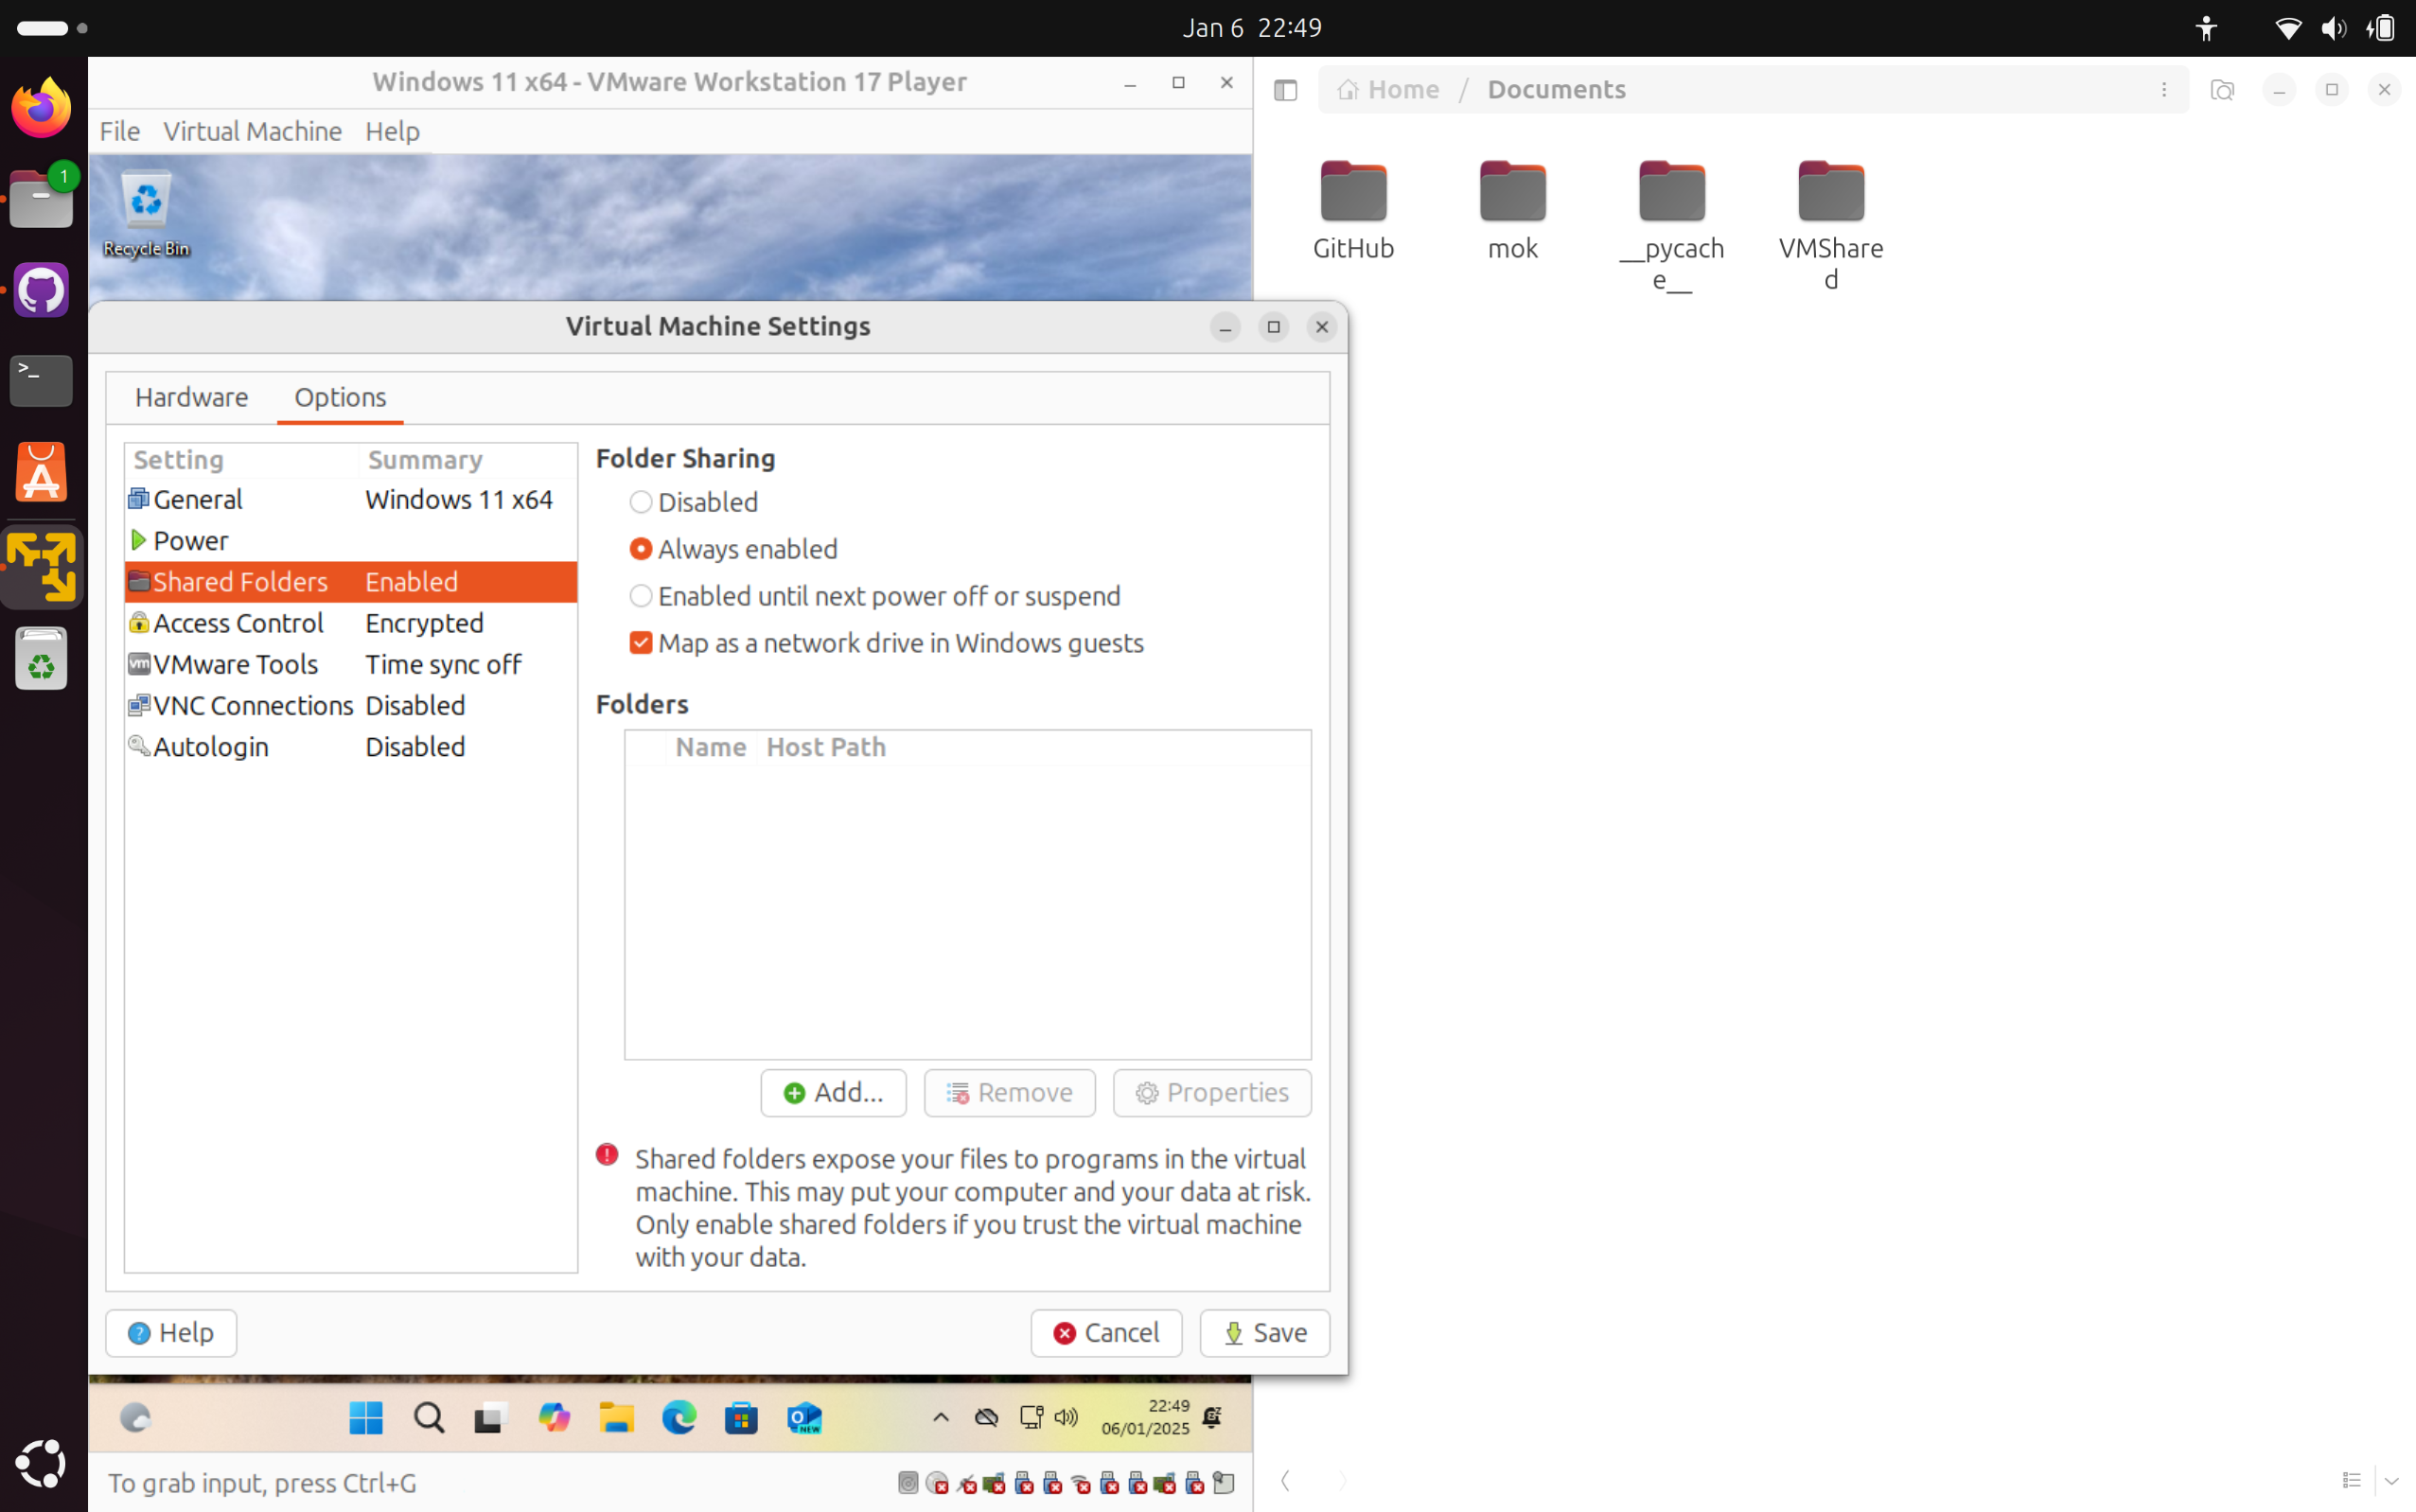 Jan 6 22:49
Windows 11 x64 - VMware Workstation 17 Player
File Virtual Machine Help
Recycle Bin
Home / Documents
GitHub
mok
__pycac
he__
VMShare
d
1
Virtual Machine Settings
Hardware Options
Setting Summary
General Windows 11 x64
Power
Shared Folders Enabled
Access Control Encrypted
VMware Tools Time sync off
VNC Connections Disabled
Autologin Disabled
Folder Sharing
Disabled
Always enabled
Enabled until next power off or suspend
Map as a network drive in Windows guests
Folders
Name Host Path
Add...
Remove
Properties
Shared folders expose your files to programs in the virtual
machine. This may put your computer and your data at risk.
Only enable shared folders if you trust the virtual machine
with your data.
Help
Cancel
Save
22:49
06/01/2025
To grab input, press Ctrl+G